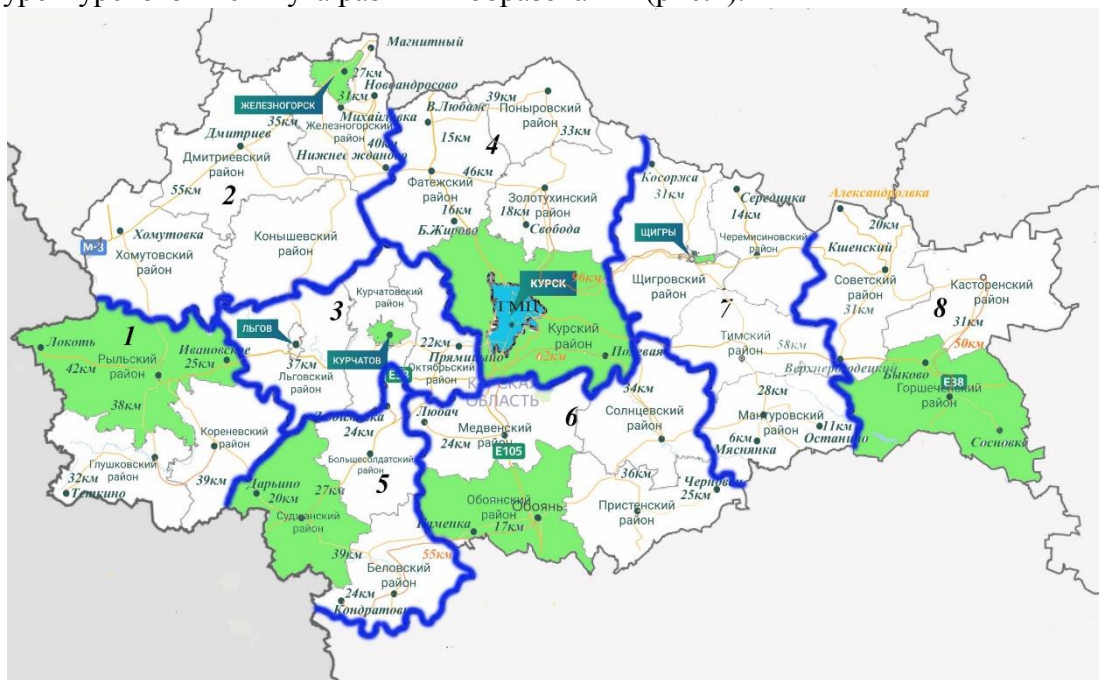 Магнитный
27км
Новоандросово
ЖЕЛЕЗНОГОРСК
31км
Михайловка
35км
Железногорский
район
40км
Дмитриев
Нижнее жданово
Дмитриевский
район
2
55км
Хомутовка
М-3
Хомутовский
район
Конышевский
район
В.Любаж
39км
Поныровский
район
15км
4
33км
46км
Фатежский
район
Золотухинский
район
16км
18км
Свобода
Б.Жирово
КУРСК
96км
Курский
район
62км
Косоржа
31км
Середина
14км
ЩИГРЫ
Черемисиновский
район
Щигровский
район
7
Тимский
район
58км
28км
Мантуровский
район
11км
6км
Останино
Мяснянка
Александровка
20км
Кшенский
Советский
район
31км
8
Касторенский
район
31км
50км
Быково
E38
Горшеченский
район
Сосновка
1
Локоть
Рыльский
район
Ивановское
42км
25км
38км
Кореневский
район
Глушковский
район
32км
39км
Теткино
3
Курчатовский
район
ЛЬГОВ
37км
Льговский
район
КУРЧАТОВ
22км
Прямицыно
Октябрьский
район
ОБЛАСТЬ
24км
Большесолдатский
район
5
27км
Дарьино
20км
Суджанский
район
39км
55км
Беловский
район
24км
Любач
Медвенский
район
24км
6
E105
34км
Солнцевский
район
36км
Обоянский
район
Обоянь
17км
Каменка
Пристенский
район
25км